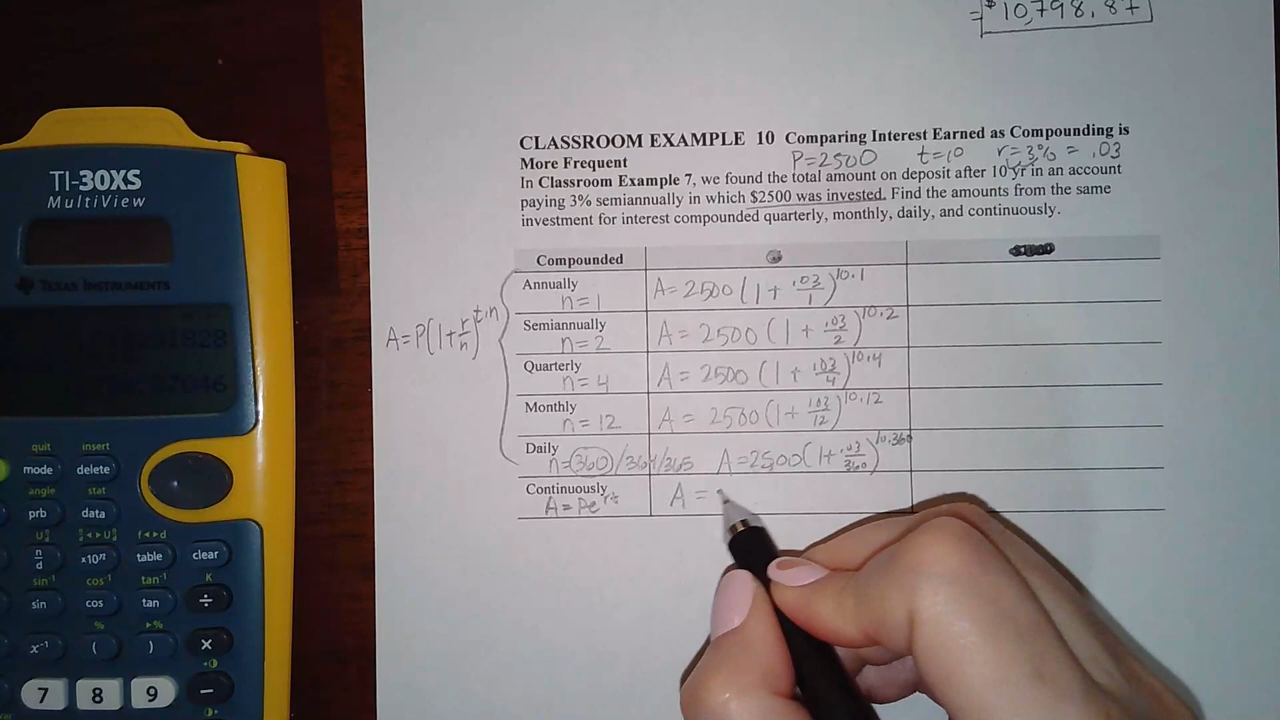 = $10,798.87
CLASSROOM EXAMPLE 10 Comparing Interest Earned as Compounding is
More Frequent P=2500 t=10 r=3% = .03
In Classroom Example 7, we found the total amount on deposit after 10 yr in an account
paying 3% semiannually in which $2500 was invested. Find the amounts from the same
investment for interest compounded quarterly, monthly, daily, and continuously.
Compounded
Annually
n=1 A=2500(1+.03/1)^10·1
Semiannually
n=2 A=2500(1+.03/2)^10·2
A=P(1+r/n)^t·n
Quarterly
n=4 A=2500(1+.03/4)^10·4
Monthly
n=12 A=2500(1+.03/12)^10·12
Daily
n=360/364/365 A=2500(1+.03/360)^10·360
Continuously
A=Pe^rt A=
TI-30XS
MultiView
TEXAS INSTRUMENTS
quit insert
mode delete
angle stat
prb data
f◄►d
n/d ×10ⁿ table clear
sin⁻¹ cos⁻¹ tan⁻¹ K
sin cos tan ÷
% ►%
x⁻¹ ( ) ×
7 8 9 −